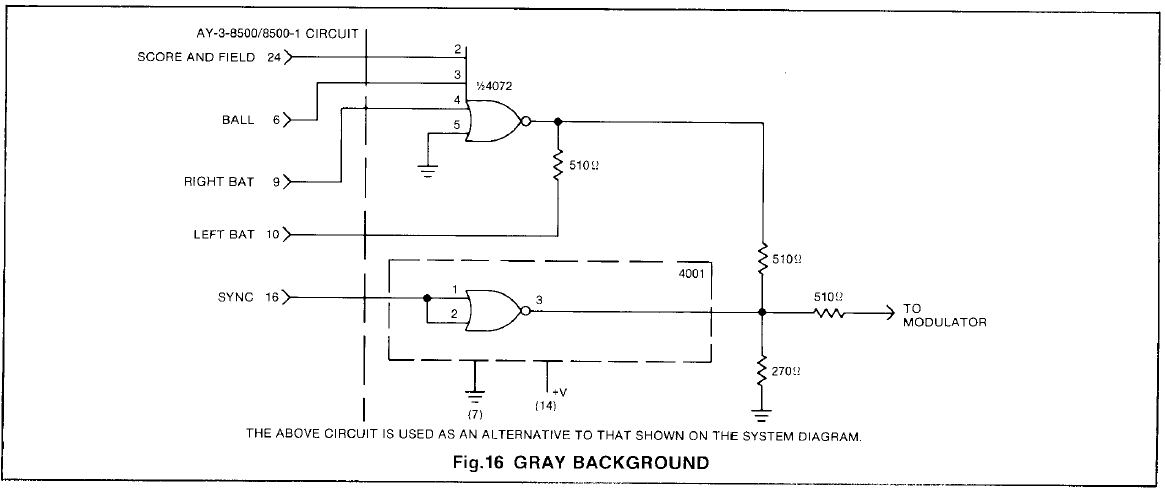 AY-3-8500/8500-1 CIRCUIT
SCORE AND FIELD 24
2
3
½4072
BALL 6
4
5
510Ω
RIGHT BAT 9
LEFT BAT 10
510Ω
4001
SYNC 16
1
2
3
510Ω
TO
MODULATOR
270Ω
+V
(7)
(14)
THE ABOVE CIRCUIT IS USED AS AN ALTERNATIVE TO THAT SHOWN ON THE SYSTEM DIAGRAM.
Fig.16 GRAY BACKGROUND